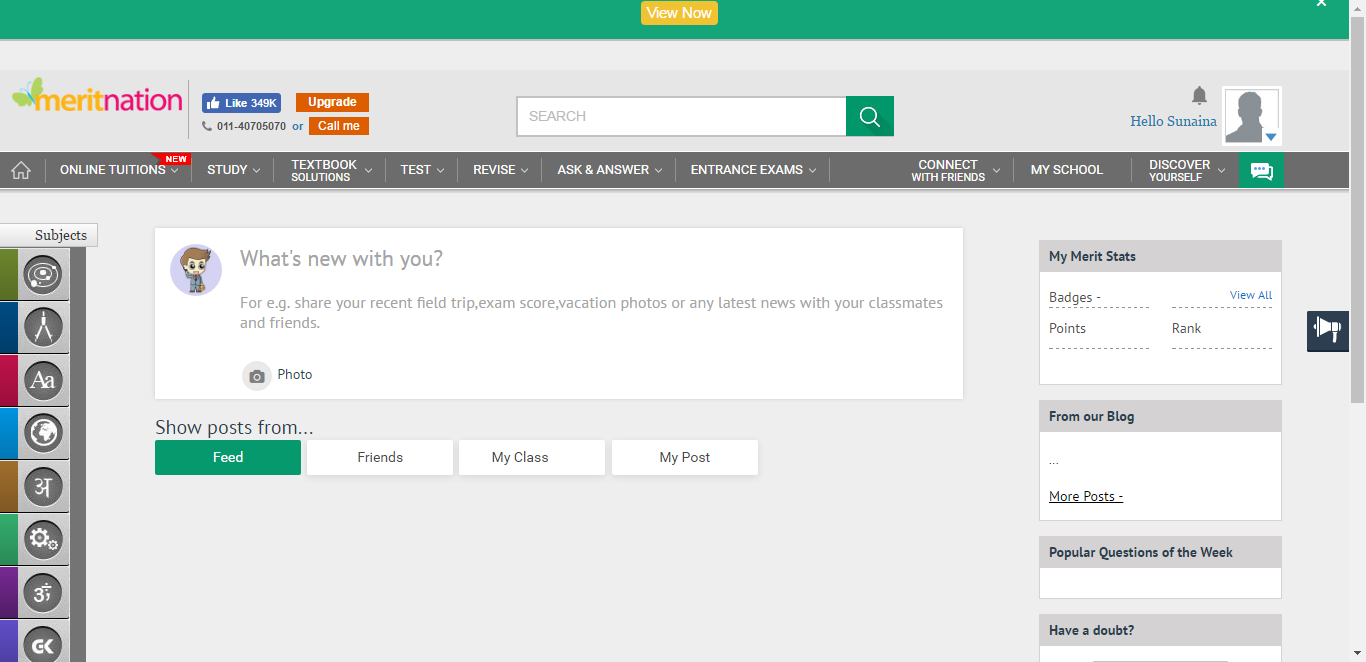 View Now
×
meritnation
Like 349K
Upgrade
011-40705070 or
Call me
SEARCH
Hello Sunaina
ONLINE TUITIONS
NEW
STUDY
TEXTBOOK
SOLUTIONS
TEST
REVISE
ASK & ANSWER
ENTRANCE EXAMS
CONNECT
WITH FRIENDS
MY SCHOOL
DISCOVER
YOURSELF
Subjects
Aa
अ
ॐ
GK
What's new with you?
For e.g. share your recent field trip,exam score,vacation photos or any latest news with your classmates
and friends.
Photo
Show posts from...
Feed
Friends
My Class
My Post
My Merit Stats
Badges -
View All
Points
Rank
From our Blog
...
More Posts -
Popular Questions of the Week
Have a doubt?